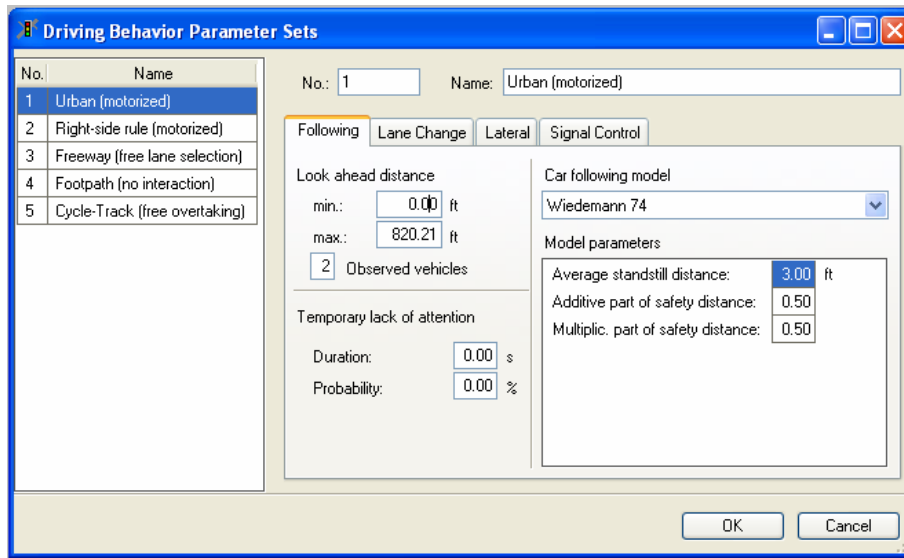 Driving Behavior Parameter Sets
No. Name
1 Urban (motorized)
2 Right-side rule (motorized)
3 Freeway (free lane selection)
4 Footpath (no interaction)
5 Cycle-Track (free overtaking)
No.: 1 Name: Urban (motorized)
Following Lane Change Lateral Signal Control
Look ahead distance
min.: 0.00 ft
max.: 820.21 ft
2 Observed vehicles
Temporary lack of attention
Duration: 0.00 s
Probability: 0.00 %
Car following model
Wiedemann 74
Model parameters
Average standstill distance: 3.00 ft
Additive part of safety distance: 0.50
Multiplic. part of safety distance: 0.50
OK Cancel